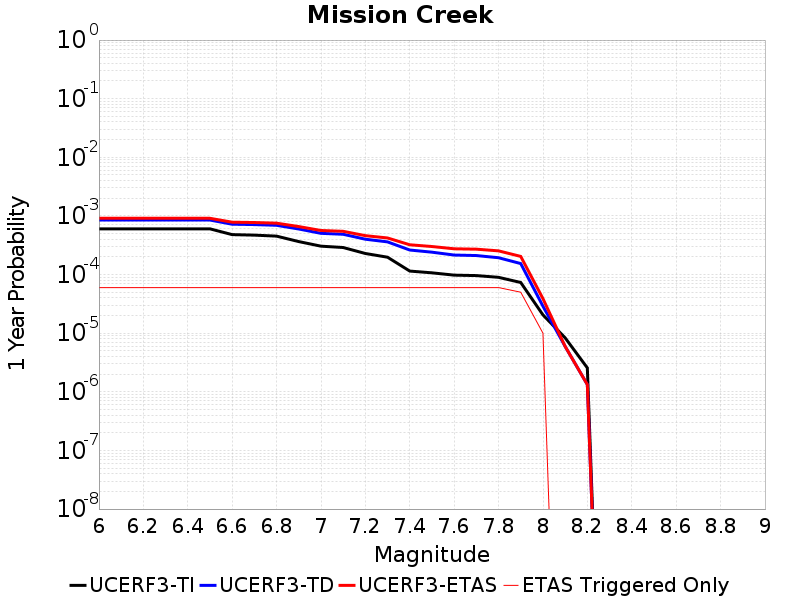 Mission Creek
10^0
10^-1
10^-2
10^-3
10^-4
10^-5
10^-6
10^-7
10^-8
1 Year Probability
6 6.2 6.4 6.6 6.8 7 7.2 7.4 7.6 7.8 8 8.2 8.4 8.6 8.8 9
Magnitude
UCERF3-TI UCERF3-TD UCERF3-ETAS ETAS Triggered Only